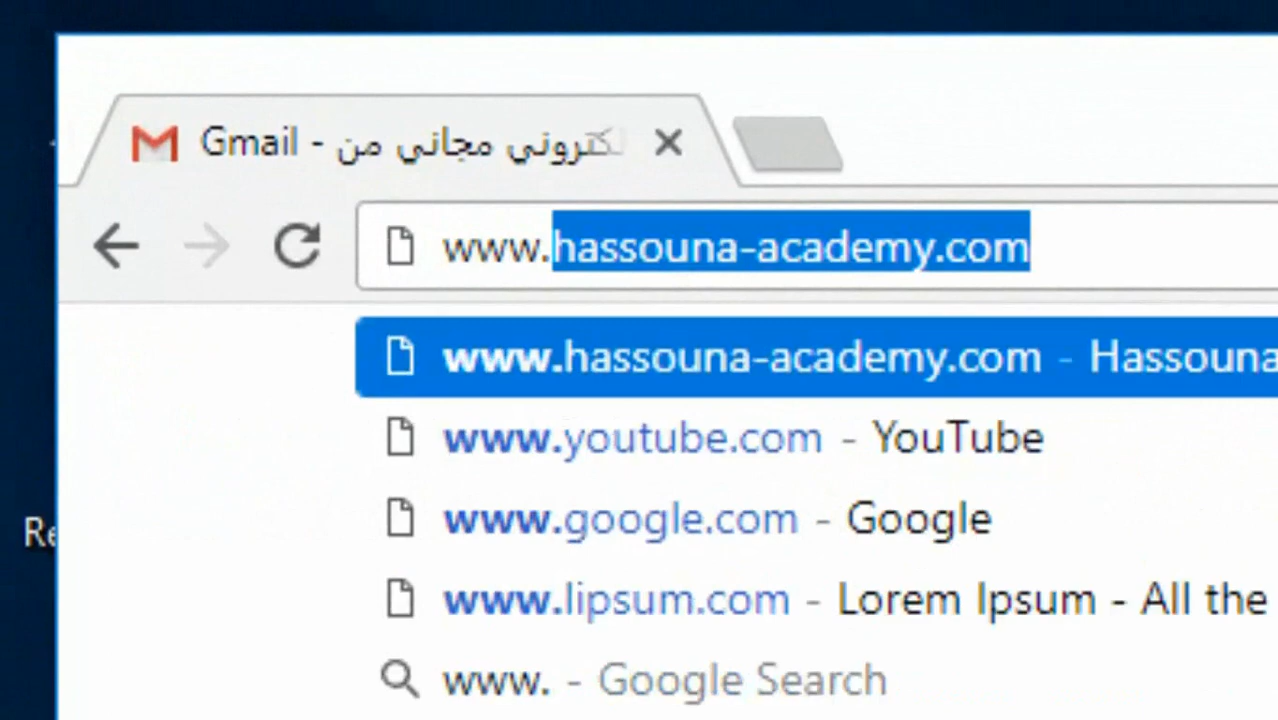 Gmail - كتروني مجاني من
www.hassouna-academy.com
www.hassouna-academy.com - Hassouna
www.youtube.com - YouTube
www.google.com - Google
www.lipsum.com - Lorem Ipsum - All the
www. - Google Search
Re